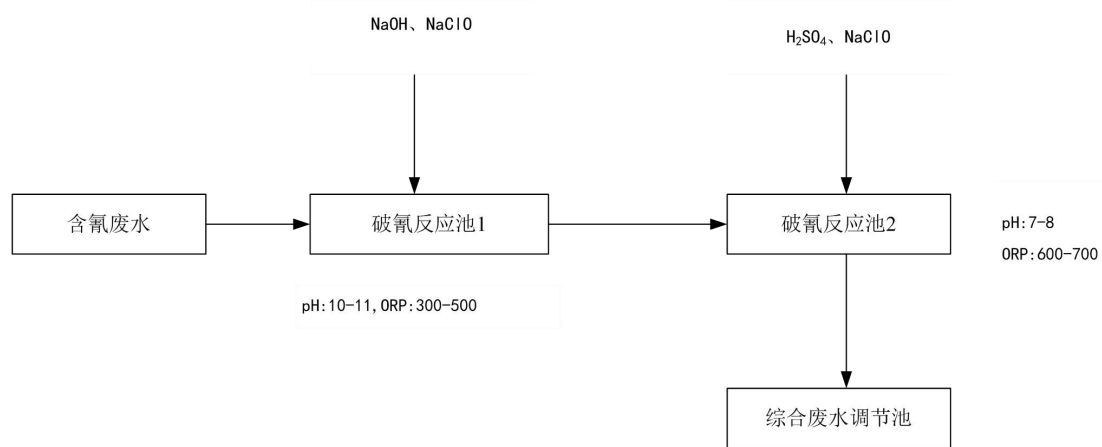 NaOH、NaClO
H₂SO₄、NaClO
含氰废水
破氰反应池1
破氰反应池2
pH:7-8
ORP:600-700
pH:10-11,ORP:300-500
综合废水调节池